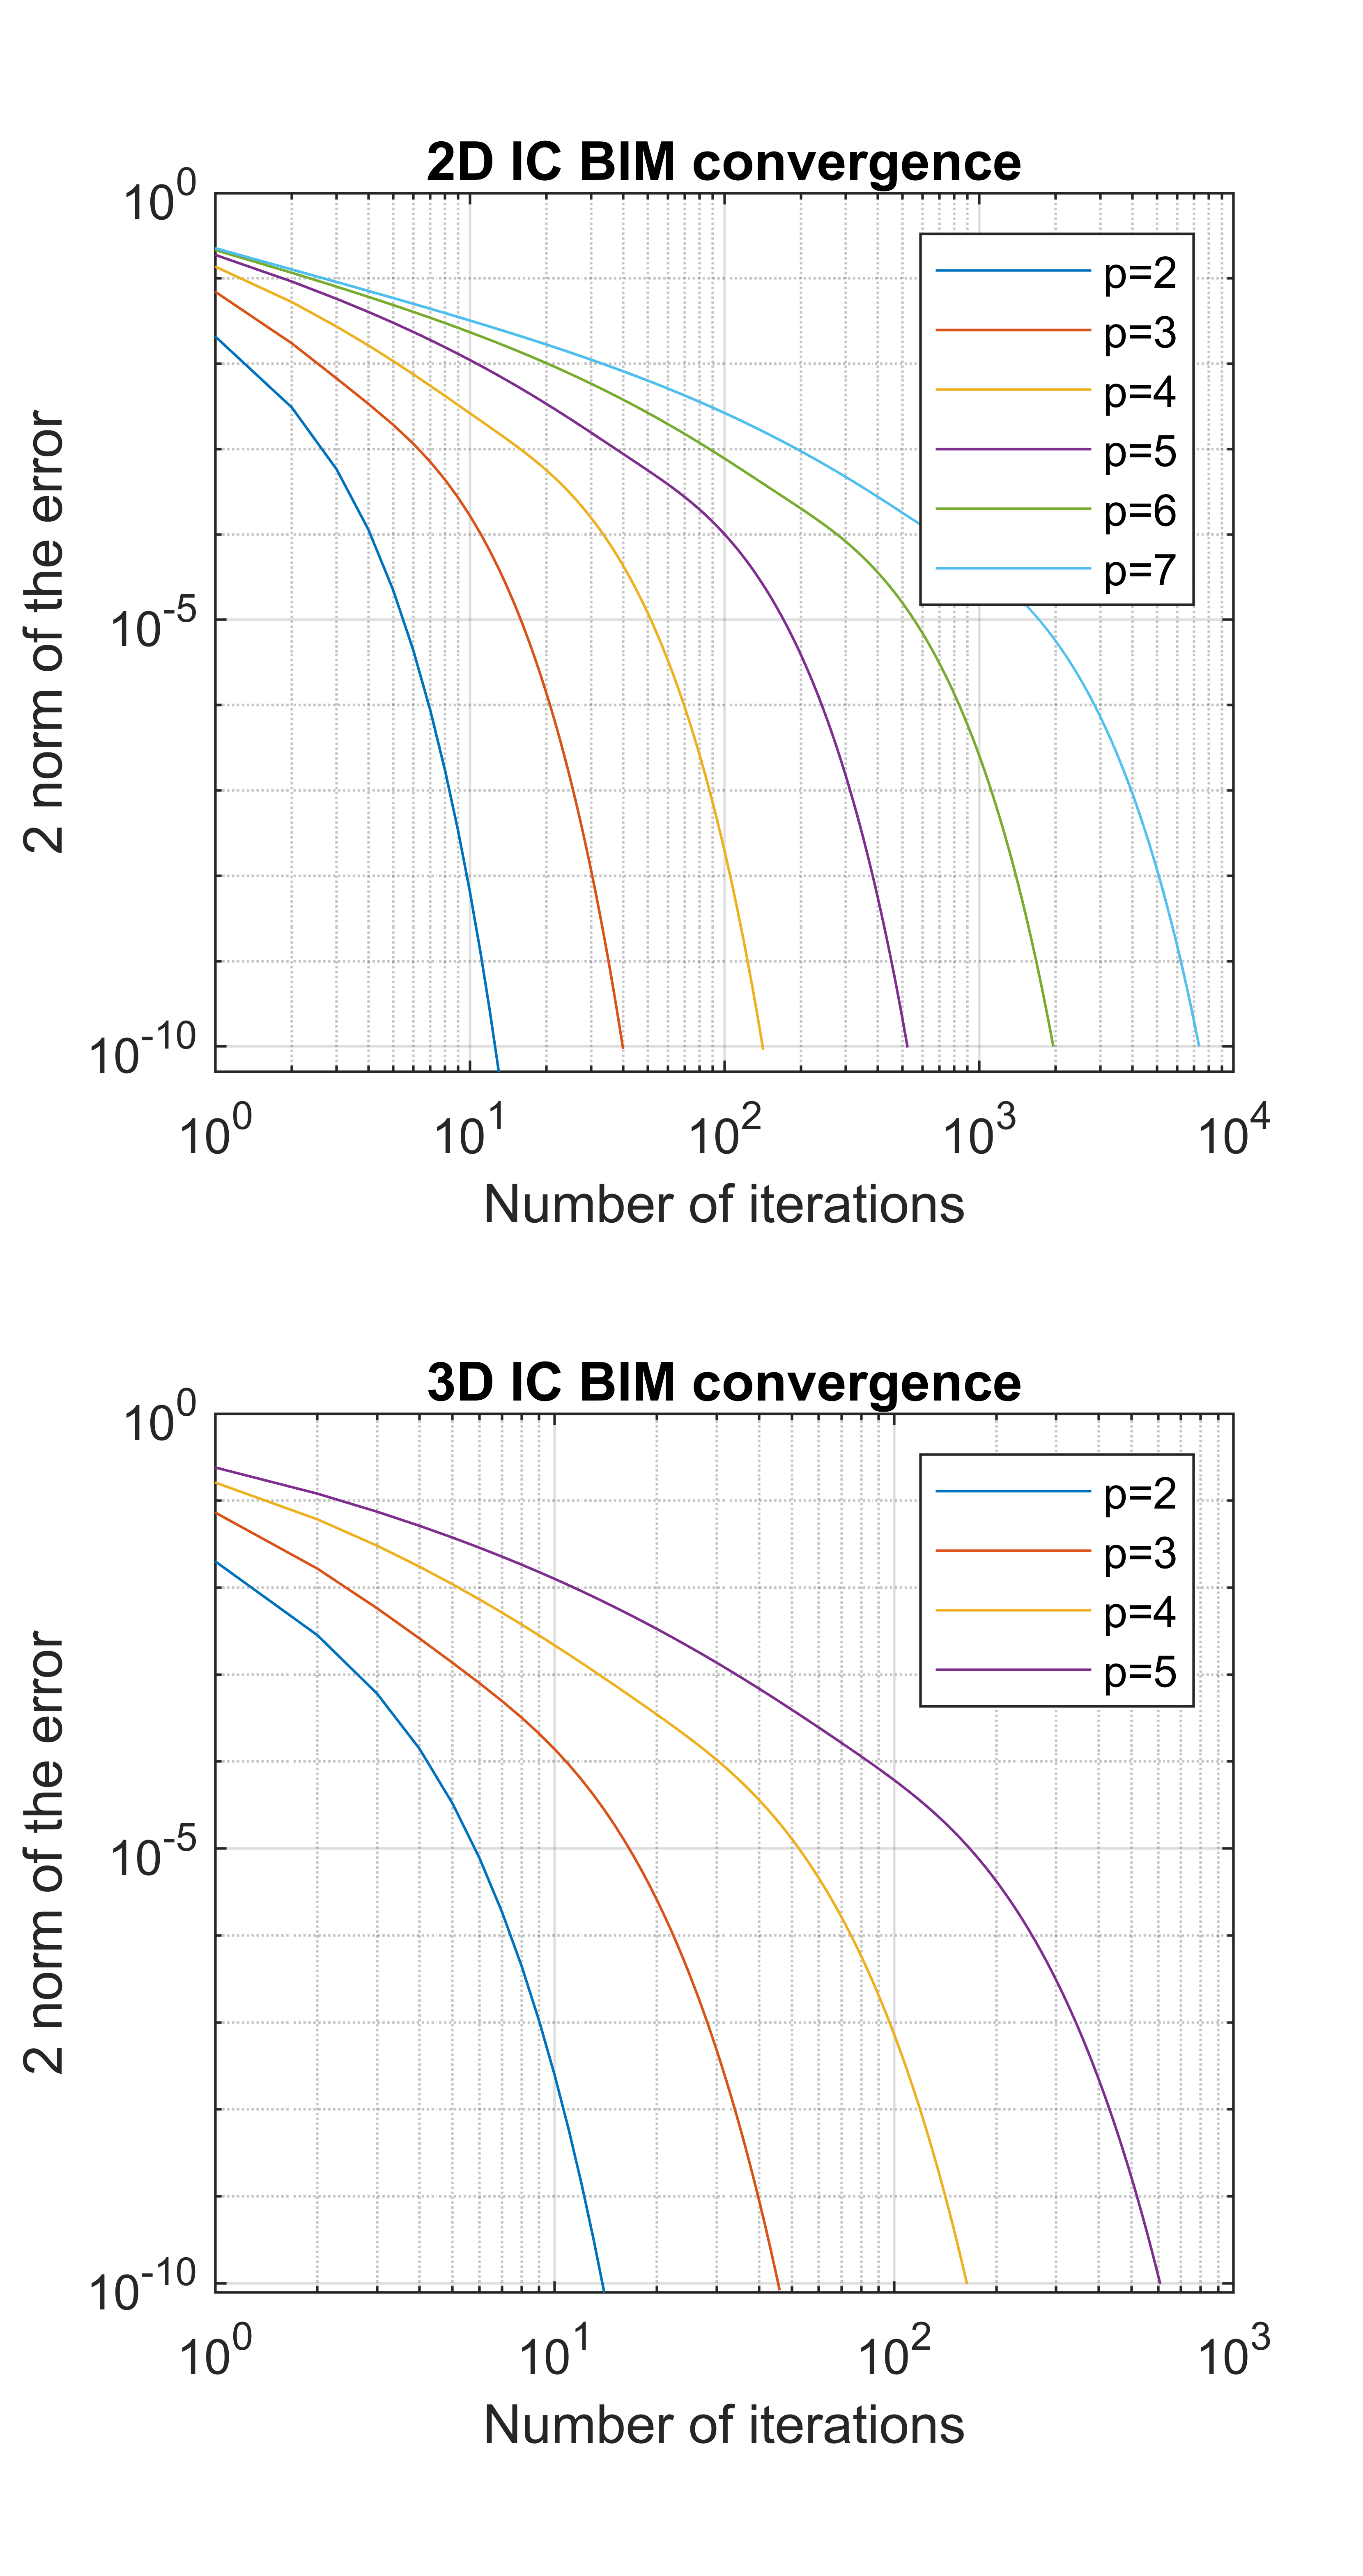 2D IC BIM convergence
10^0
10^-5
10^-10
2 norm of the error
p=2
p=3
p=4
p=5
p=6
p=7
10^0 10^1 10^2 10^3 10^4
Number of iterations
3D IC BIM convergence
10^0
10^-5
10^-10
2 norm of the error
p=2
p=3
p=4
p=5
10^0 10^1 10^2 10^3
Number of iterations